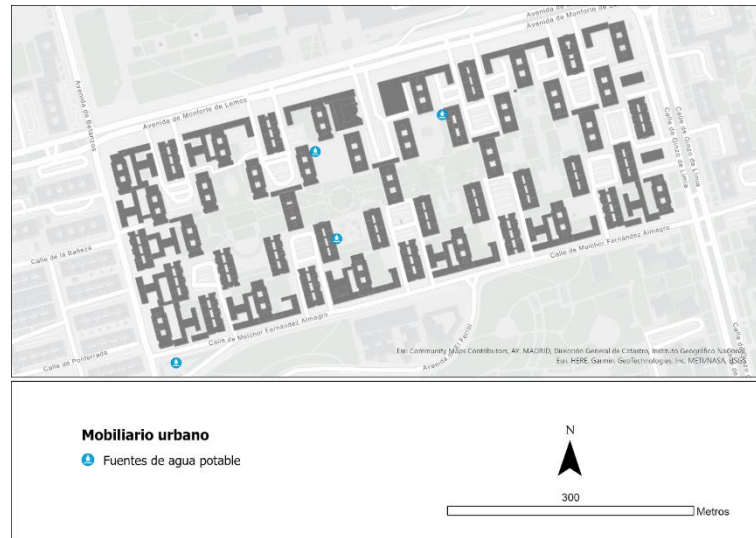 Avenida de Monforte de Lemos
Avenida de Betanzos
Avenida de Monforte de Lemos
Calle de Ginzo de Limia
Calle de Ginzo de Limia
Calle de la Bañeza
Calle de Melchor Fernández Almagro
Calle de Melchor Fernández Almagro
Calle de Ponferrada
Avenida
Ferrol
Esri Community Maps Contributors, AY. MADRID, Dirección General de Catastro, Instituto Geográfico Nacional,
Esri, HERE, Garmin, GeoTechnologies, Inc, METI/NASA, USGS
Mobiliario urbano
Fuentes de agua potable
N
300
Metros